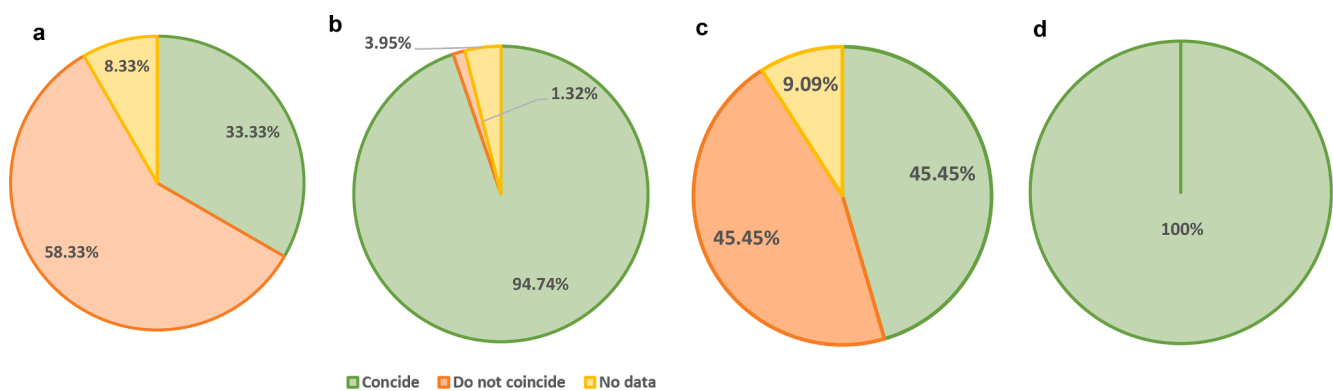 a
8.33%
33.33%
58.33%
b
3.95%
1.32%
94.74%
c
9.09%
45.45%
45.45%
d
100%
Concide Do not coincide No data